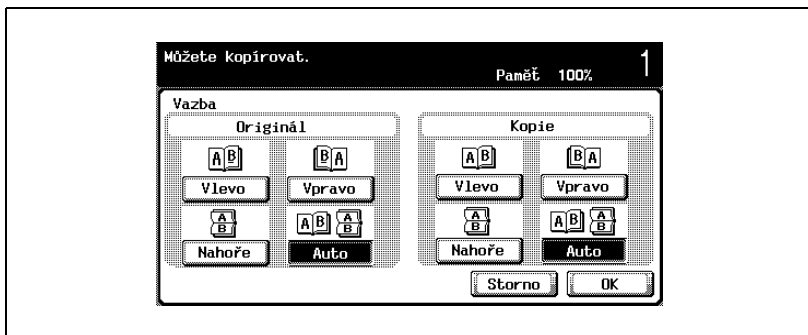 Můžete kopírovat.
Paměť 100% 1
Vazba
Originál Kopie
A B B A A B B A
Vlevo Vpravo Vlevo Vpravo
A B A B A B A B A B A B
Nahoře Auto Nahoře Auto
Storno OK